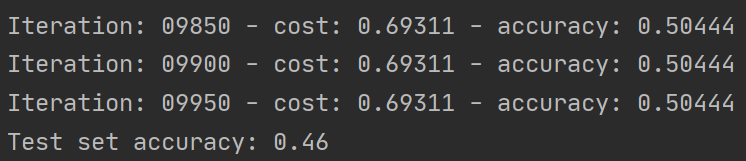 Iteration: 09850 - cost: 0.69311 - accuracy: 0.50444
Iteration: 09900 - cost: 0.69311 - accuracy: 0.50444
Iteration: 09950 - cost: 0.69311 - accuracy: 0.50444
Test set accuracy: 0.46